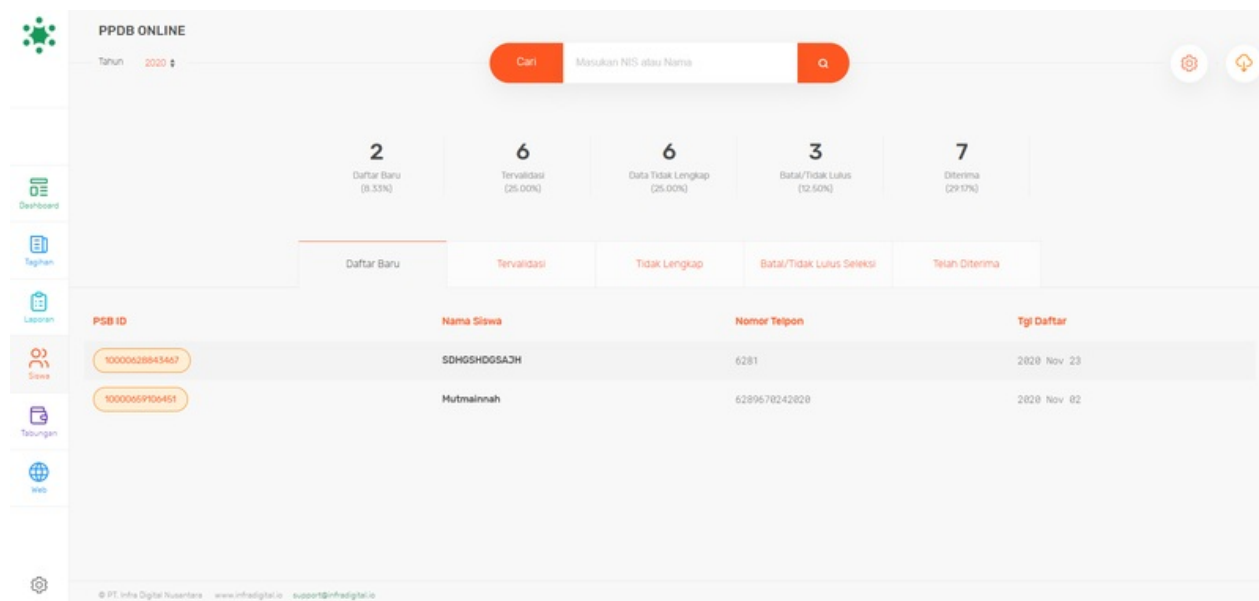 PPDB ONLINE
Tahun 2020
Cari Masukan NIS atau Nama
2 6 6 3 7
Daftar Baru Tervalidasi Data Tidak Lengkap Batal/Tidak Lulus Diterima
(8.33%) (25.00%) (25.00%) (12.50%) (29.17%)
Dashboard
Tagihan
Laporan
Siswa
Tabungan
Web
Daftar Baru Tervalidasi Tidak Lengkap Batal/Tidak Lulus Seleksi Telah Diterima
PSB ID Nama Siswa Nomor Telpon Tgl Daftar
10000628843467 SDHGSHDGSAJH 6281 2020 Nov 23
10000659106451 Mutmainnah 6289670242020 2020 Nov 02
© PT. Infra Digital Nusantara www.infradigital.io support@infradigital.io